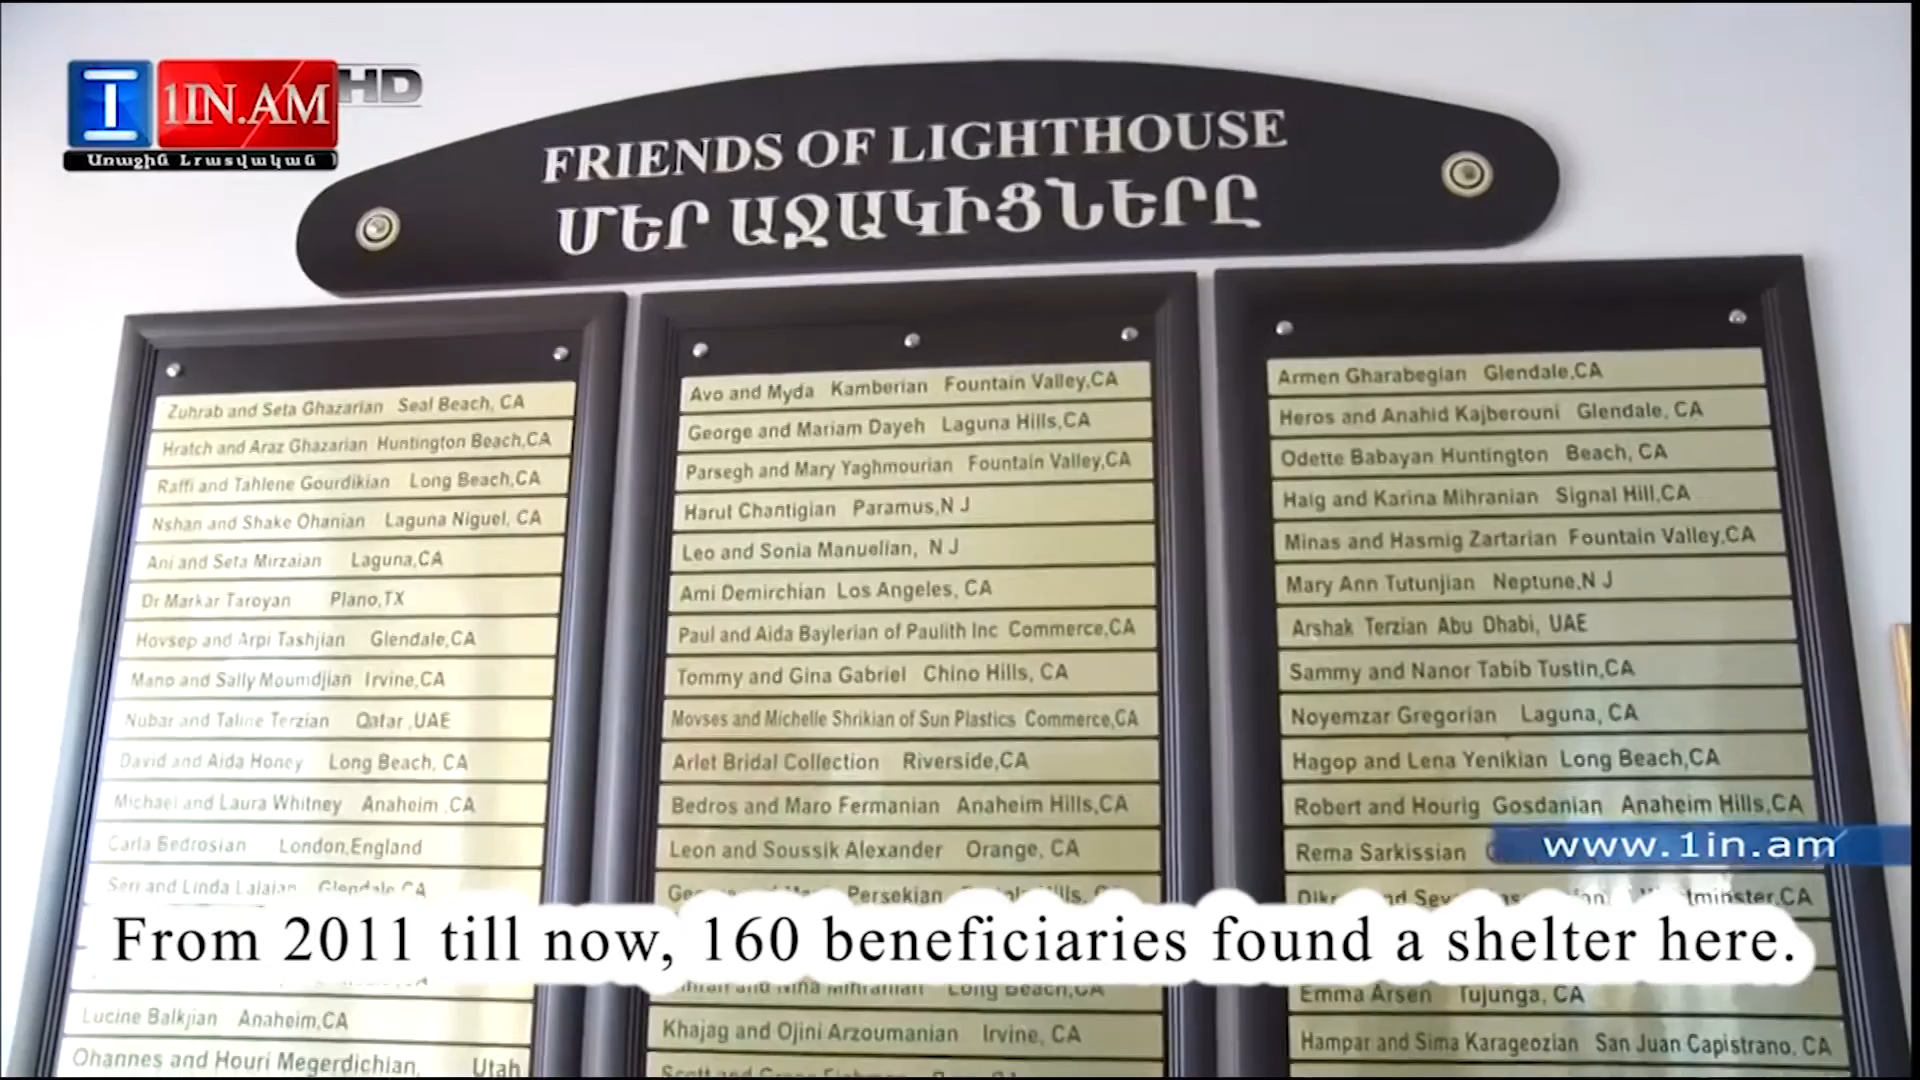 1IN.AM HD
Առաջին Լրատվական
FRIENDS OF LIGHTHOUSE
ՄԵՐ ԱՋԱԿԻՑՆԵՐԸ
Zuhrab and Seta Ghazarian Seal Beach, CA
Hratch and Araz Ghazarian Huntington Beach,CA
Raffi and Tahlene Gourdikian Long Beach,CA
Nshan and Shake Ohanian Laguna Niguel, CA
Ani and Seta Mirzaian Laguna,CA
Dr Markar Taroyan Plano,TX
Hovsep and Arpi Tashjian Glendale,CA
Mano and Sally Moumdjian Irvine,CA
Nubar and Taline Terzian Qatar ,UAE
David and Aida Honey Long Beach, CA
Michael and Laura Whitney Anaheim ,CA
Carla Bedrosian London,England
and Linda Lalaian Glendale CA
Lucine Balkjian Anaheim,CA
Ohannes and Houri Megerdichian, Utah
Avo and Myda Kamberian Fountain Valley,CA
George and Mariam Dayeh Laguna Hills,CA
Parsegh and Mary Yaghmourian Fountain Valley,CA
Harut Chantigian Paramus,N J
Leo and Sonia Manuelian, N J
Ami Demirchian Los Angeles, CA
Paul and Aida Baylerian of Paulith Inc Commerce,CA
Tommy and Gina Gabriel Chino Hills, CA
Movses and Michelle Shrikian of Sun Plastics Commerce,CA
Arlet Bridal Collection Riverside,CA
Bedros and Maro Fermanian Anaheim Hills,CA
Leon and Soussik Alexander Orange, CA
Persekian
and Nina Mihranian Long Beach,CA
Khajag and Ojini Arzoumanian Irvine, CA
Armen Gharabegian Glendale,CA
Heros and Anahid Kajberouni Glendale, CA
Odette Babayan Huntington Beach, CA
Haig and Karina Mihranian Signal Hill,CA
Minas and Hasmig Zartarian Fountain Valley,CA
Mary Ann Tutunjian Neptune,N J
Arshak Terzian Abu Dhabi, UAE
Sammy and Nanor Tabib Tustin,CA
Noyemzar Gregorian Laguna, CA
Hagop and Lena Yenikian Long Beach,CA
Robert and Hourig Gosdanian Anaheim Hills,CA
Rema Sarkissian
www.1in.am
Emma Arsen Tujunga, CA
Hampar and Sima Karageozian San Juan Capistrano, CA
From 2011 till now, 160 beneficiaries found a shelter here.